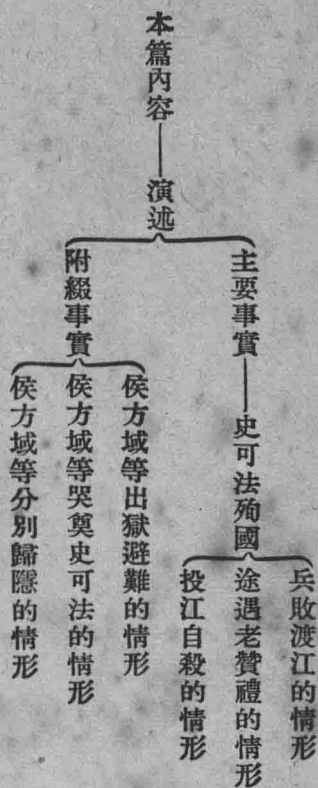 本篇內容——演述
主要事實——史可法殉國
兵敗渡江的情形
途遇老贊禮的情形
投江自殺的情形
附綴事實
侯方域等出獄避難的情形
侯方域等哭奠史可法的情形
侯方域等分別歸隱的情形